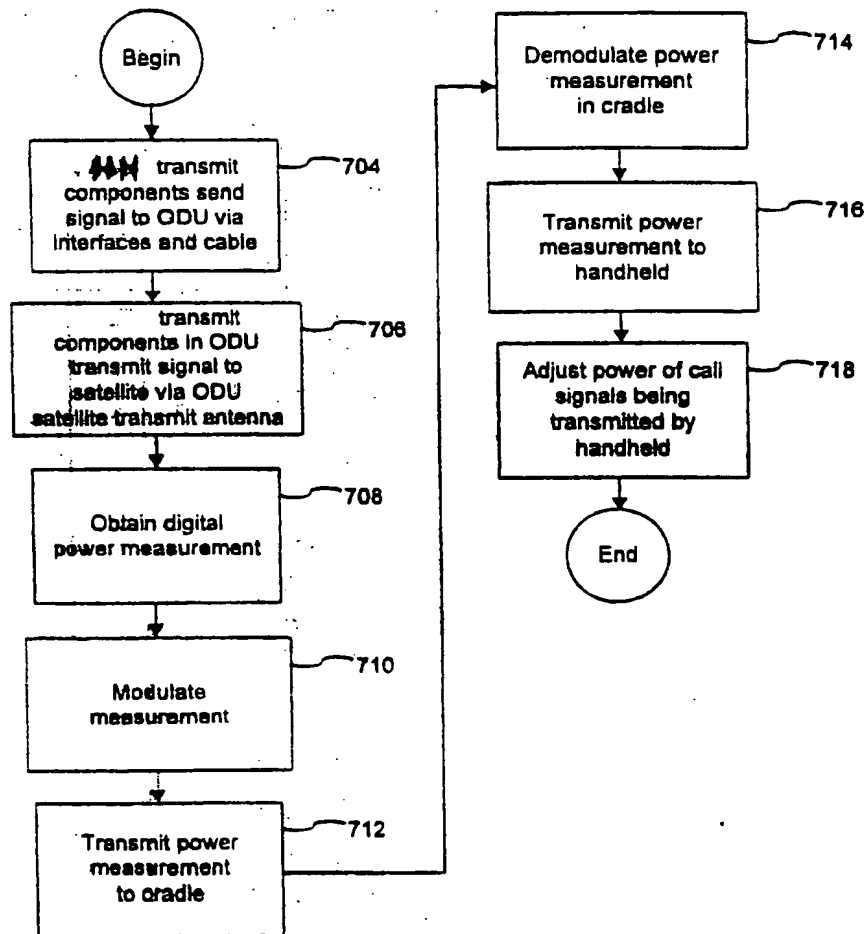 Begin
transmit
components send
signal to ODU via
interfaces and cable
704
transmit
components in ODU
transmit signal to
satellite via ODU
satellite transmit antenna
706
Obtain digital
power measurement
708
Modulate
measurement
710
Transmit power
measurement
to cradle
712
Demodulate power
measurement
in cradle
714
Transmit power
measurement to
handheld
716
Adjust power of call
signals being
transmitted by
handheld
718
End